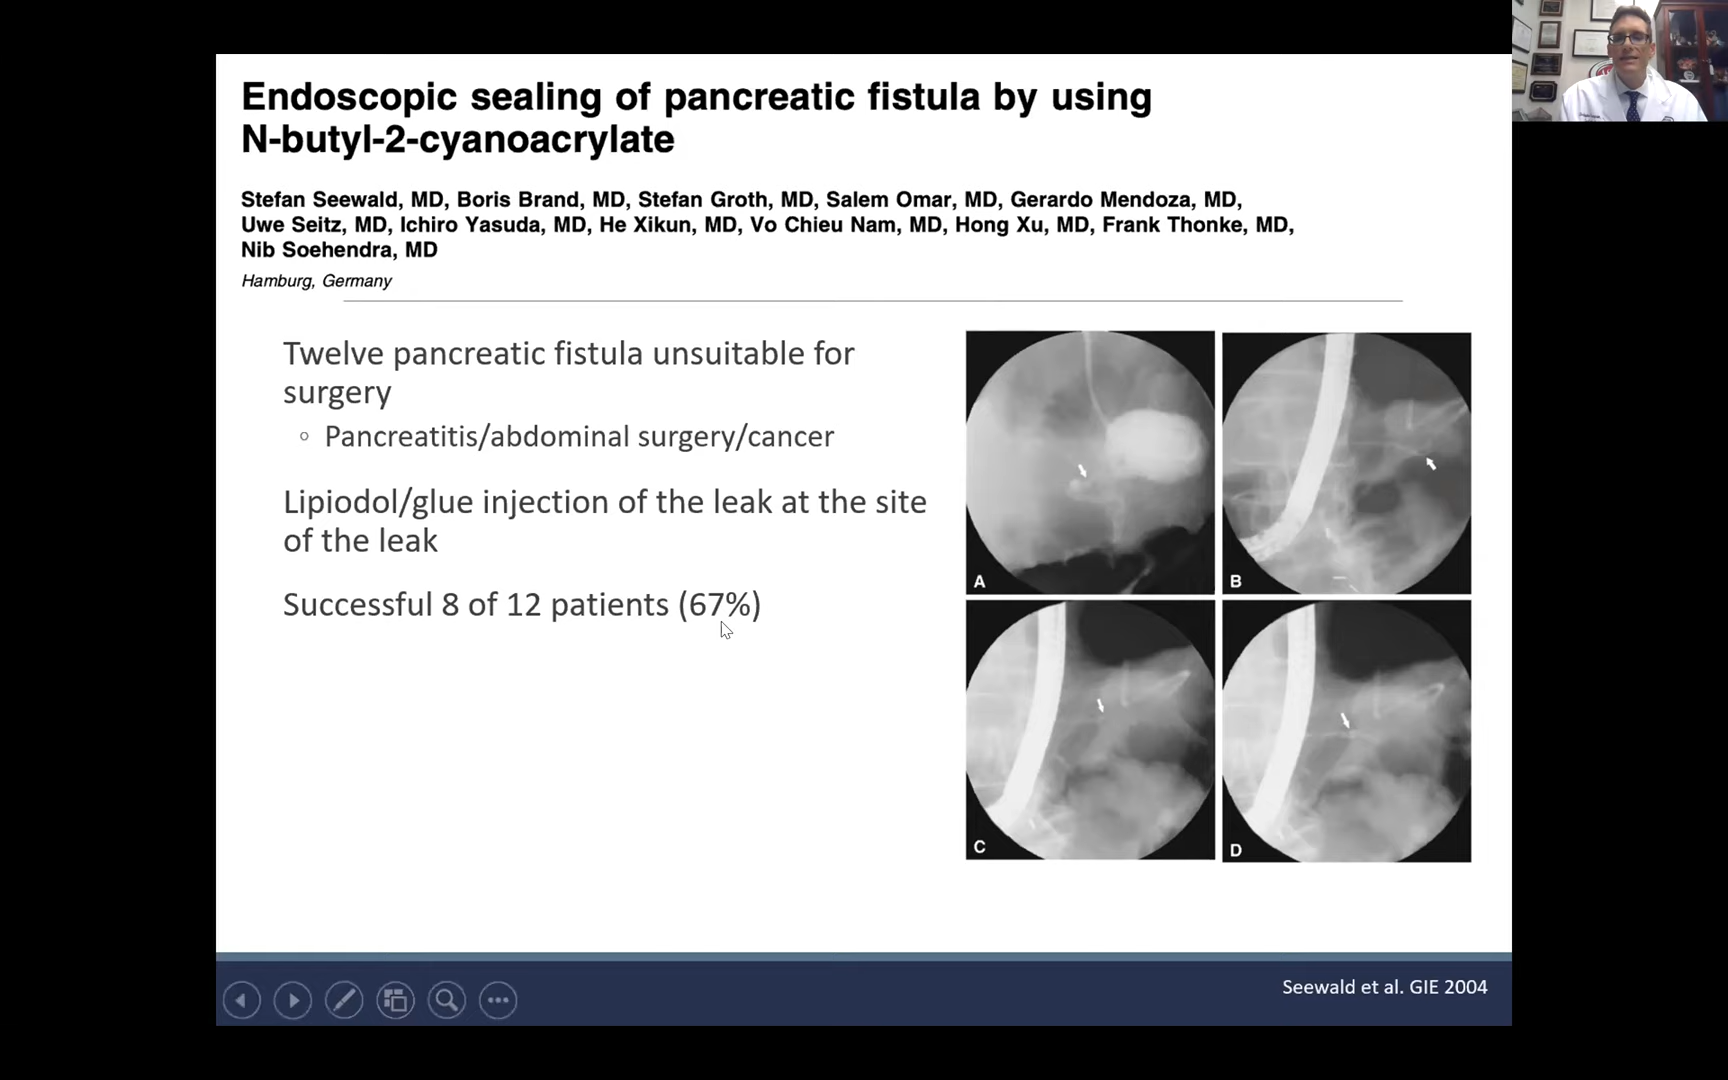 Endoscopic sealing of pancreatic fistula by using
N-butyl-2-cyanoacrylate
Stefan Seewald, MD, Boris Brand, MD, Stefan Groth, MD, Salem Omar, MD, Gerardo Mendoza, MD,
Uwe Seitz, MD, Ichiro Yasuda, MD, He Xikun, MD, Vo Chieu Nam, MD, Hong Xu, MD, Frank Thonke, MD,
Nib Soehendra, MD
Hamburg, Germany
Twelve pancreatic fistula unsuitable for
surgery
Pancreatitis/abdominal surgery/cancer
Lipiodol/glue injection of the leak at the site
of the leak
Successful 8 of 12 patients (67%)
A
B
C
D
Seewald et al. GIE 2004